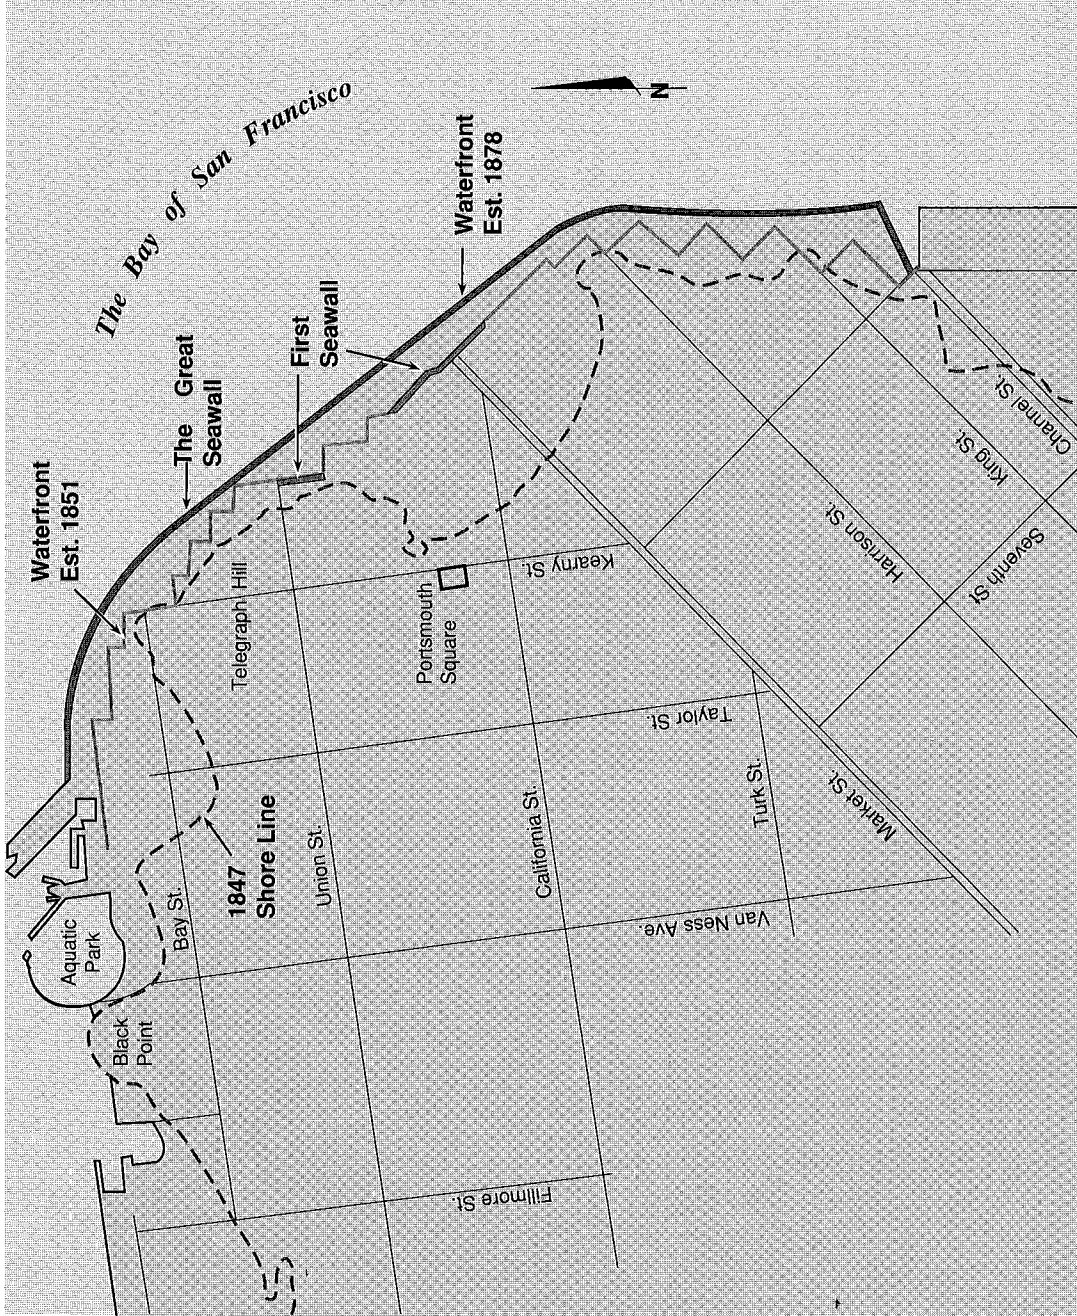 The Bay of San Francisco
N
Waterfront
Est. 1878
First
Seawall
The Great
Seawall
Waterfront
Est. 1851
Telegraph Hill
Portsmouth
Square
Kearny St.
Taylor St.
Turk St.
Market St.
Van Ness Ave.
California St.
Union St.
1847
Shore Line
Bay St.
Aquatic
Park
Black
Point
Fillmore St.
Channel St.
King St.
Harrison St.
Seventh St.